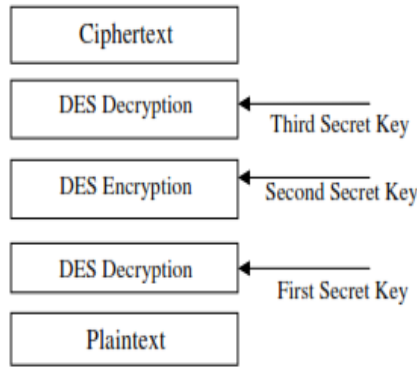 Ciphertext
DES Decryption
Third Secret Key
DES Encryption
Second Secret Key
DES Decryption
First Secret Key
Plaintext